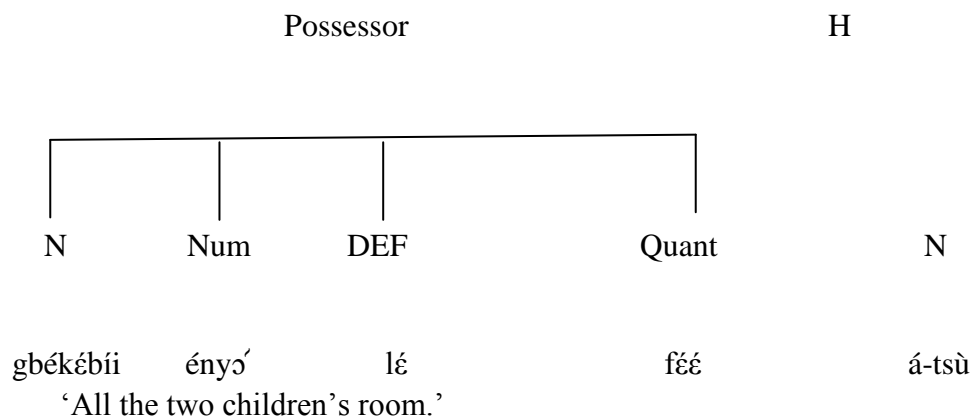 Possessor H
N Num DEF Quant N
gbékɛ́bíi ényɔ́ lɛ́ fɛ́ɛ́ á-tsù
‘All the two children’s room.’